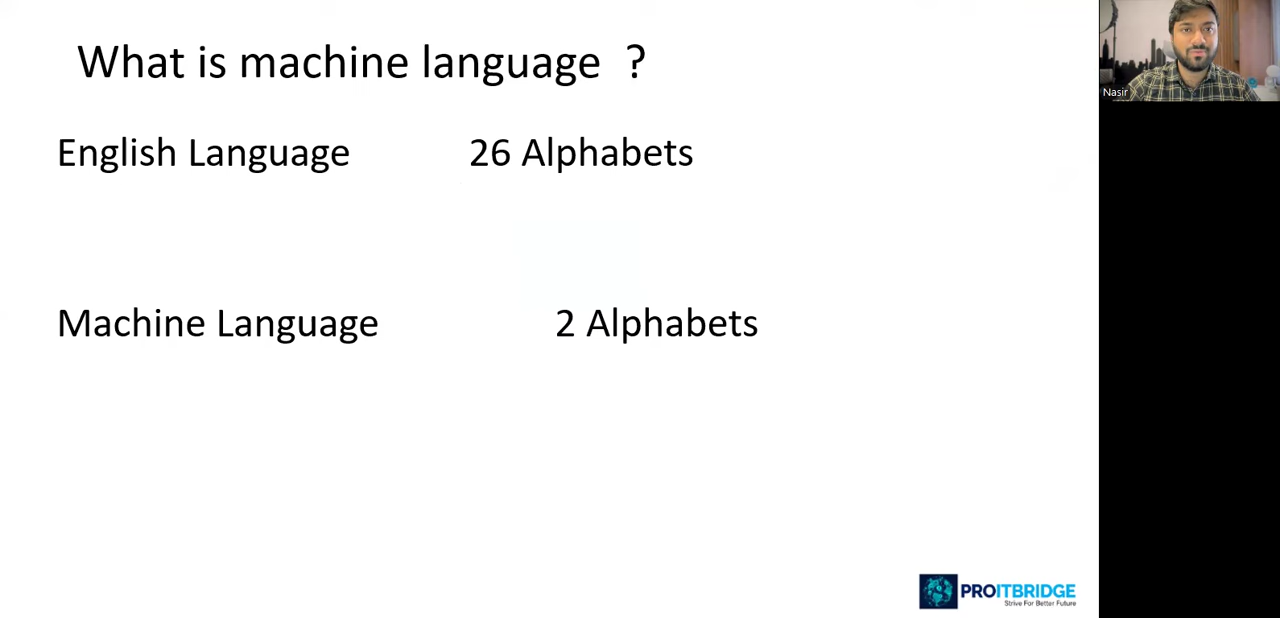 What is machine language ?
English Language 26 Alphabets
Machine Language 2 Alphabets
Nasir
PROITBRIDGE
Strive For Better Future